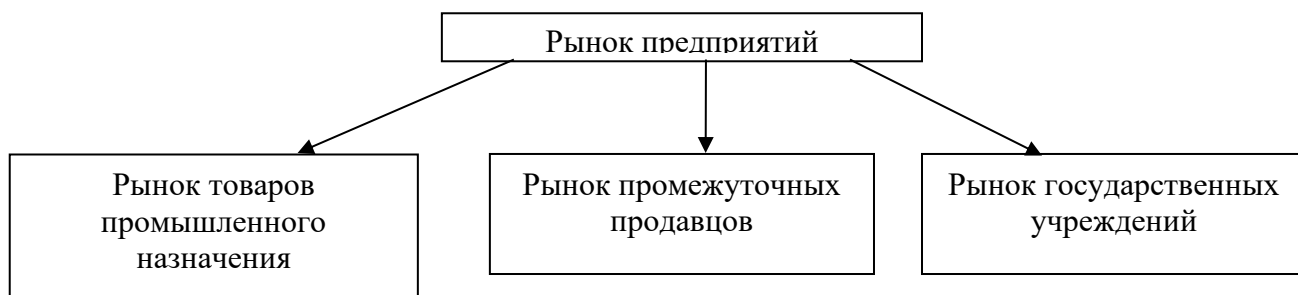 Рынок предприятий
Рынок товаров
промышленного
назначения
Рынок промежуточных
продавцов
Рынок государственных
учреждений